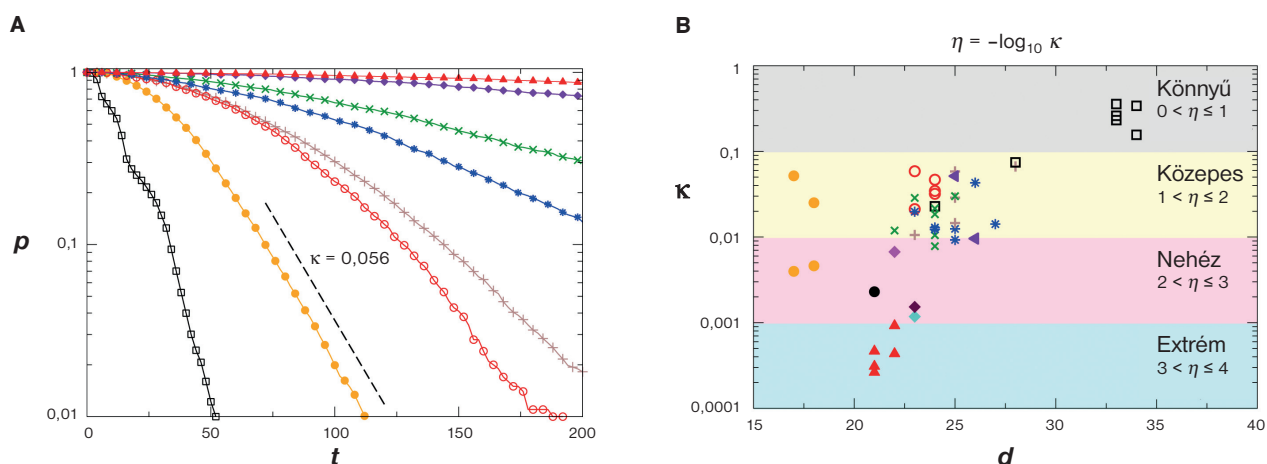 A
1
0,1
0,01
p
κ = 0,056
0
50
100
150
200
t
B
η = –log₁₀ κ
1
0,1
0,01
0,001
0,0001
κ
Könnyű
0 < η ≤ 1
Közepes
1 < η ≤ 2
Nehéz
2 < η ≤ 3
Extrém
3 < η ≤ 4
15
20
25
30
35
40
d